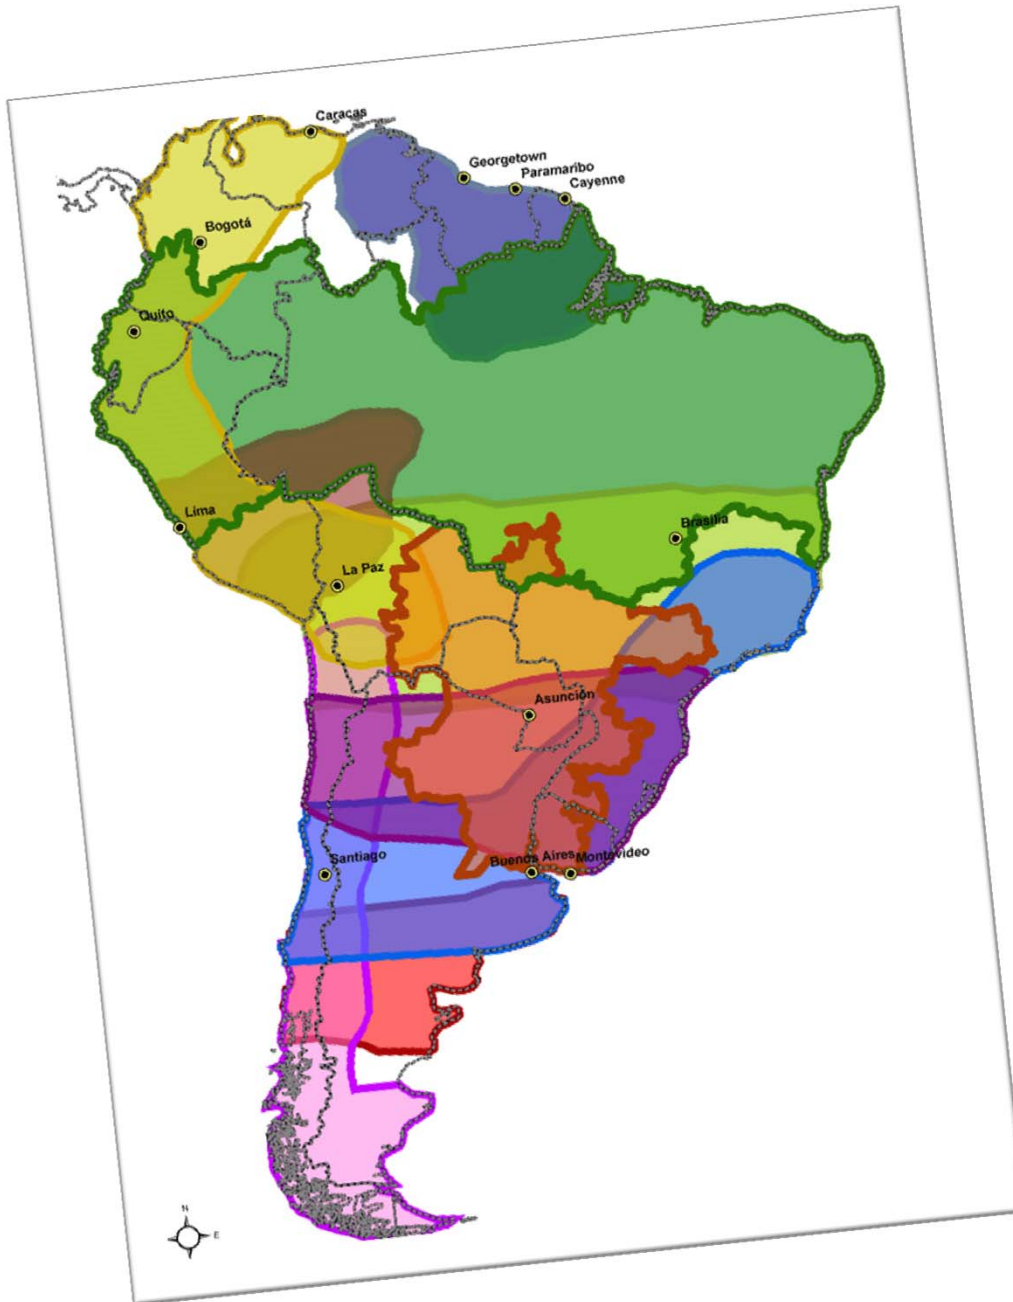 Caracas
Georgetown
Paramaribo
Cayenne
Bogotá
Quito
Lima
Brasilia
La Paz
Asunción
Santiago
Buenos Aires
Montevideo
N
E